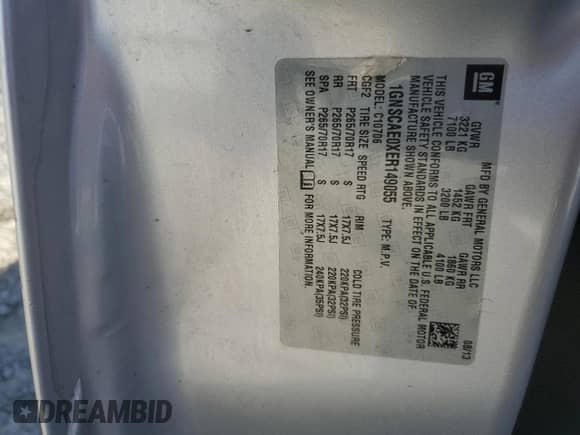 GM
MFD BY GENERAL MOTORS LLC 08/13
GVWR GAWR FRT GAWR RR
3221 KG 1452 KG 1860 KG
7100 LB 3200 LB 4100 LB
THIS VEHICLE CONFORMS TO ALL APPLICABLE U.S. FEDERAL MOTOR
VEHICLE SAFETY STANDARDS IN EFFECT ON THE DATE OF
MANUFACTURE SHOWN ABOVE.
1GNSCAE0XER149055 TYPE: M.P.V.
MODEL: C10706
CGF2 TIRE SIZE SPEED RTG RIM COLD TIRE PRESSURE
FRT P265/70R17 S 17X7.5J 220KPA(32PSI)
RR P265/70R17 S 17X7.5J 220KPA(32PSI)
SPA P265/70R17 S 17X7.5J 240KPA(35PSI)
SEE OWNER'S MANUAL FOR MORE INFORMATION.
DREAMBID